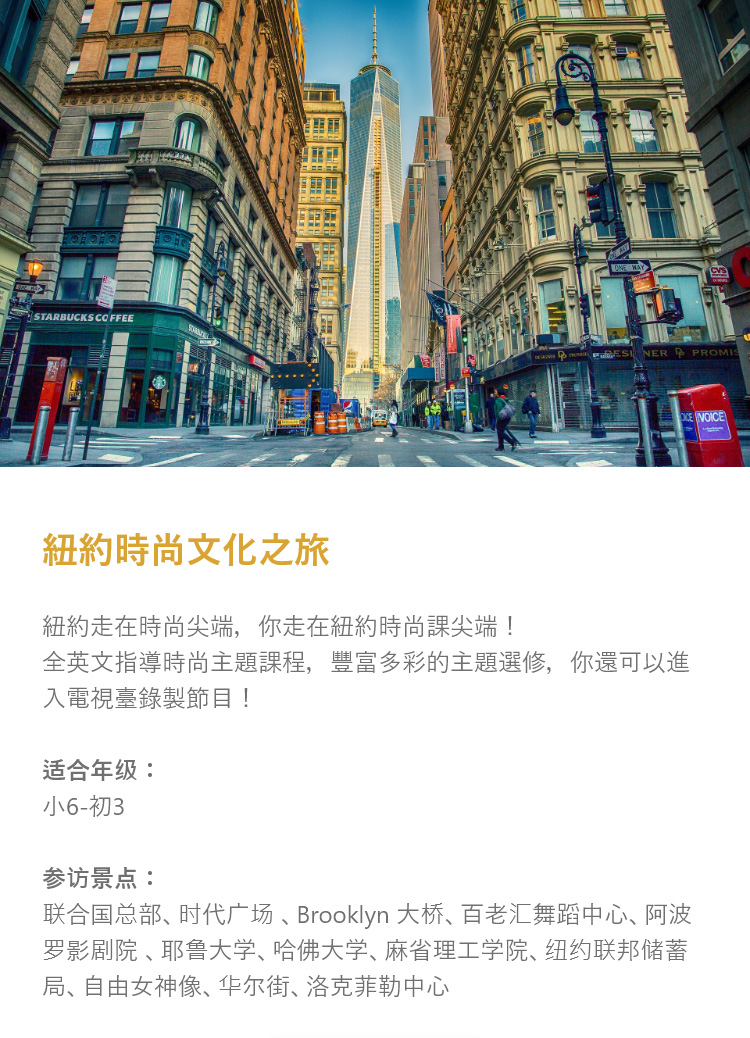 STARBUCKS COFFEE
ONE WAY
CVS
DESIGNER PROMIS
VOICE
紐約時尚文化之旅
紐約走在時尚尖端，你走在紐約時尚課尖端！
全英文指導時尚主題課程，豐富多彩的主題選修，你還可以進
入電視臺錄製節目！
适合年级：
小6-初3
参访景点：
联合国总部、时代广场 、Brooklyn 大桥、百老汇舞蹈中心、阿波
罗影剧院 、耶鲁大学、哈佛大学、麻省理工学院、纽约联邦储蓄
局、自由女神像、华尔街、洛克菲勒中心